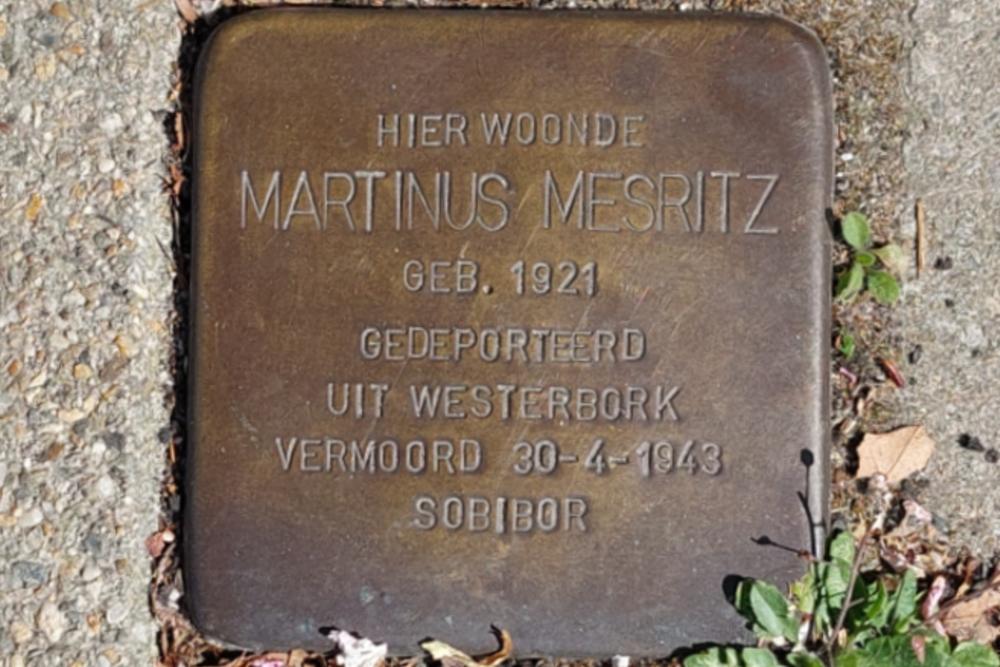 HIER WOONDE
MARTINUS MESRITZ
GEB. 1921
GEDEPORTEERD
UIT WESTERBORK
VERMOORD 30-4-1943
SOBIBOR